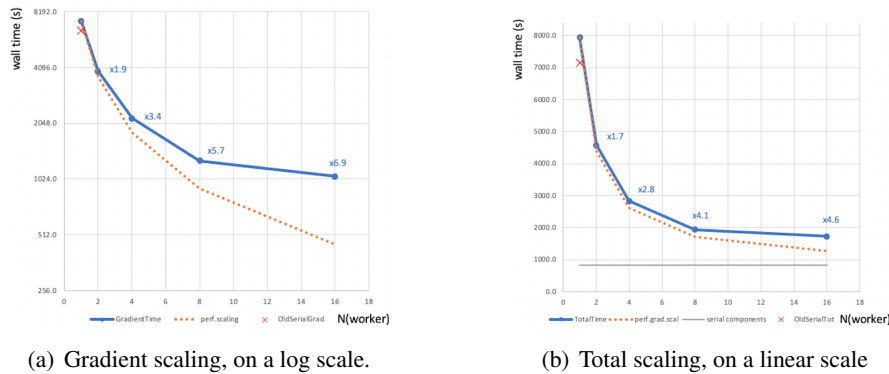 wall time (s)
8192.0
4096.0
2048.0
1024.0
512.0
256.0
x1.9
x3.4
x5.7
x6.9
0 2 4 6 8 10 12 14 16 18
GradientTime perf.scaling OldSerialGrad N(worker)
(a) Gradient scaling, on a log scale.
wall time (s)
8000.0
7000.0
6000.0
5000.0
4000.0
3000.0
2000.0
1000.0
0.0
x1.7
x2.8
x4.1
x4.6
0 2 4 6 8 10 12 14 16 18
TotalTime perf.grad.scal serial components OldSerialTot N(worker)
(b) Total scaling, on a linear scale